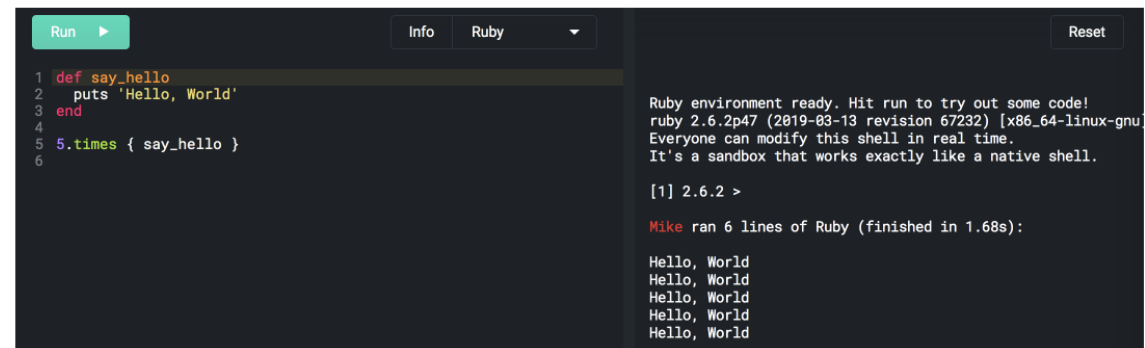 Run
Info
Ruby
Reset
1 def say_hello
2   puts 'Hello, World'
3 end
4
5 5.times { say_hello }
6
Ruby environment ready. Hit run to try out some code!
ruby 2.6.2p47 (2019-03-13 revision 67232) [x86_64-linux-gnu]
Everyone can modify this shell in real time.
It's a sandbox that works exactly like a native shell.
[1] 2.6.2 >
Mike ran 6 lines of Ruby (finished in 1.68s):
Hello, World
Hello, World
Hello, World
Hello, World
Hello, World